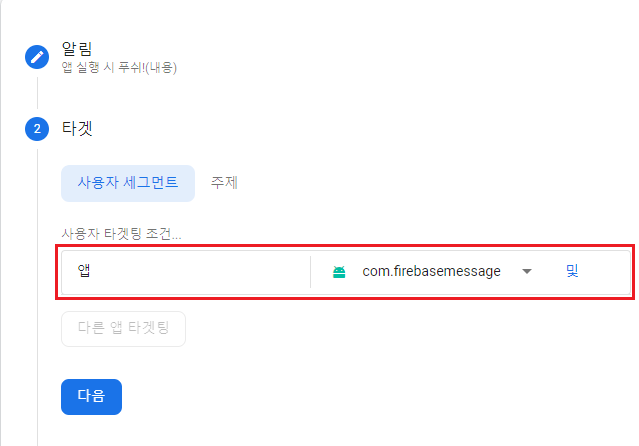 알림
앱 실행 시 푸쉬!(내용)
2 타겟
사용자 세그먼트 주제
사용자 타겟팅 조건...
앱 com.firebasemessage 및
다른 앱 타겟팅
다음